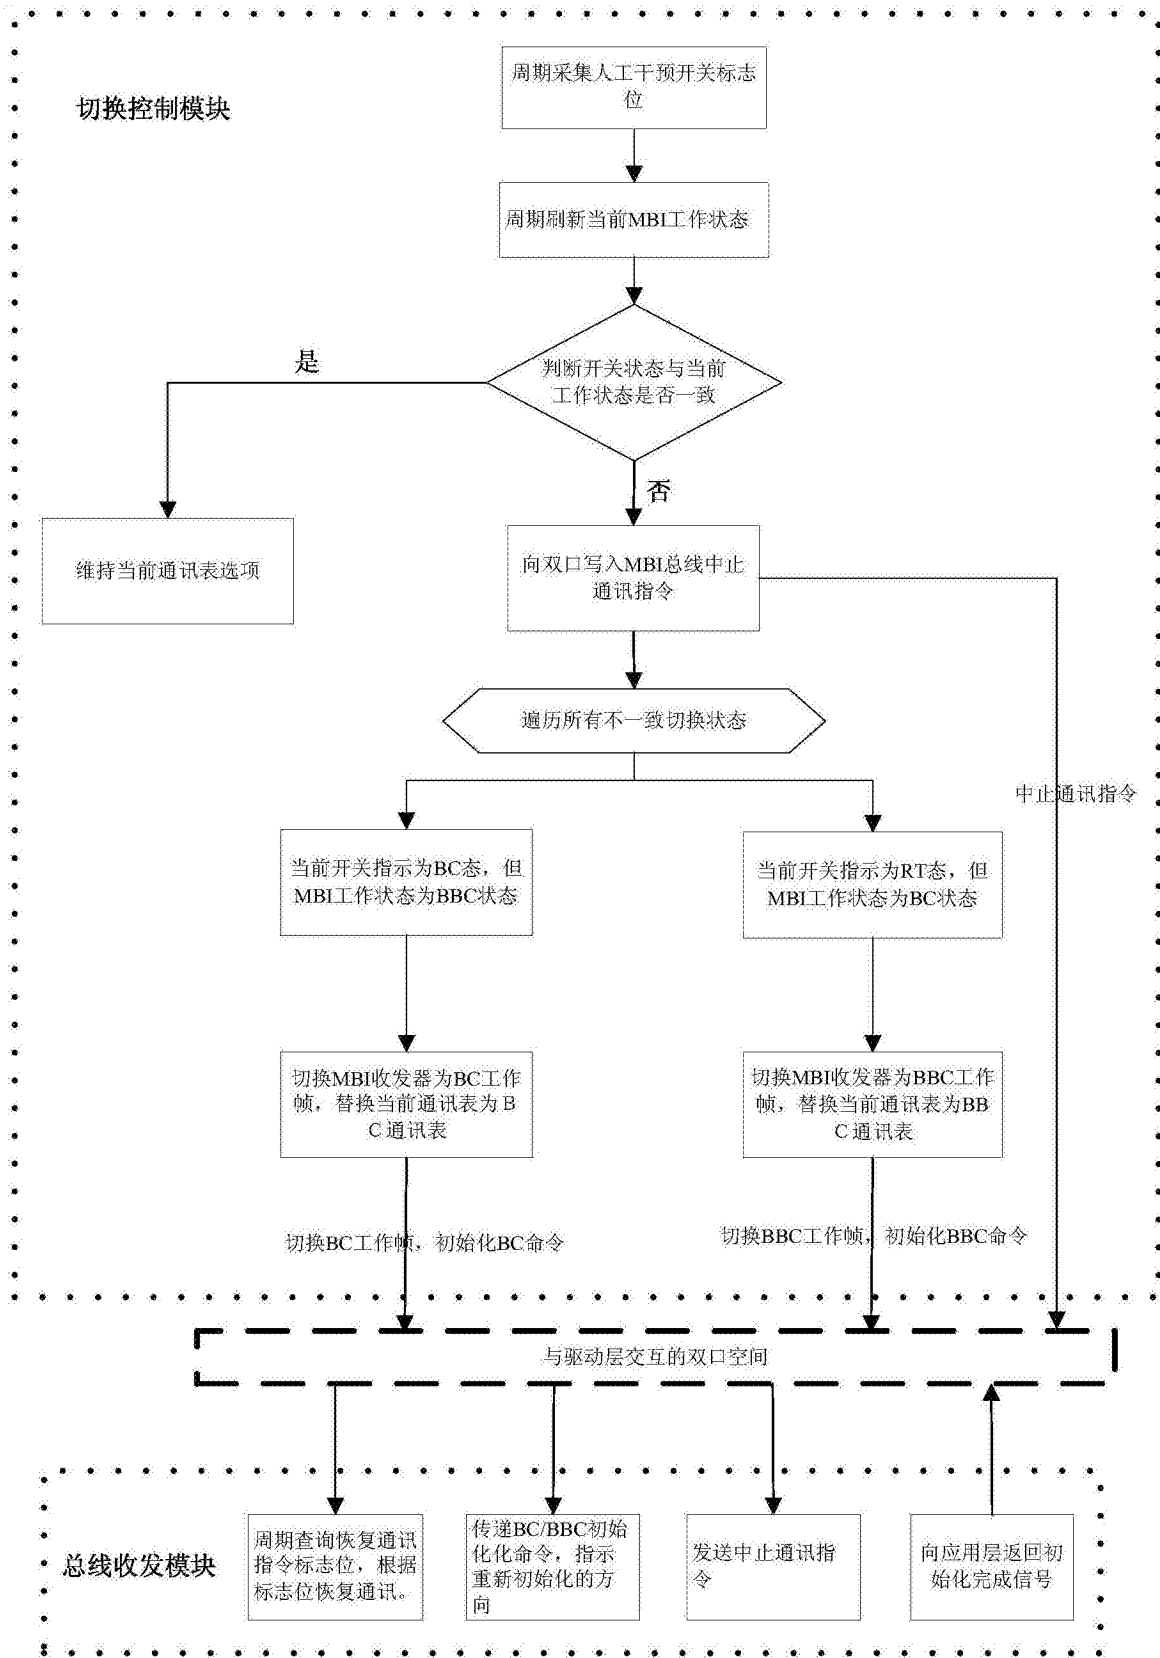 周期采集人工干预开关标志
位
切换控制模块
周期刷新当前MBI工作状态
判断开关状态与当前
工作状态是否一致
是
否
维持当前通讯表选项
向双口写入MBI总线中止
通讯指令
遍历所有不一致切换状态
中止通讯指令
当前开关指示为BC态，但
MBI工作状态为BBC状态
当前开关指示为RT态，但
MBI工作状态为BC状态
切换MBI收发器为BC工作
帧，替换当前通讯表为B
C通讯表
切换MBI收发器为BBC工作
帧，替换当前通讯表为BB
C通讯表
切换BC工作帧，初始化BC命令
切换BBC工作帧，初始化BBC命令
与驱动层交互的双口空间
总线收发模块
周期查询恢复通讯
指令标志位，根据
标志位恢复通讯。
传递BC/BBC初始
化化命令，指示
重新初始化的方
向
发送中止通讯指
令
向应用层返回初
始化完成信号